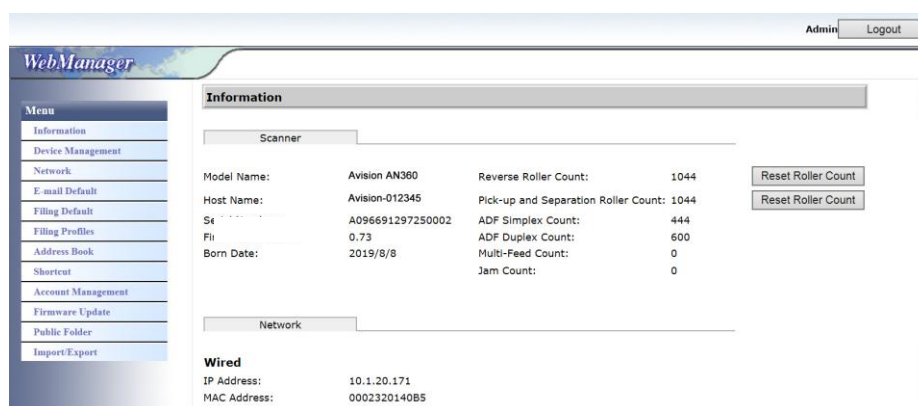 Admin Logout
WebManager
Menu
Information
Device Management
Network
E-mail Default
Filing Default
Filing Profiles
Address Book
Shortcut
Account Management
Firmware Update
Public Folder
Import/Export
Information
Scanner
Model Name: Avision AN360 Reverse Roller Count: 1044 Reset Roller Count
Host Name: Avision-012345 Pick-up and Separation Roller Count: 1044 Reset Roller Count
A096691297250002 ADF Simplex Count: 444
0.73 ADF Duplex Count: 600
Born Date: 2019/8/8 Multi-Feed Count: 0
Jam Count: 0
Network
Wired
IP Address: 10.1.20.171
MAC Address: 0002320140B5